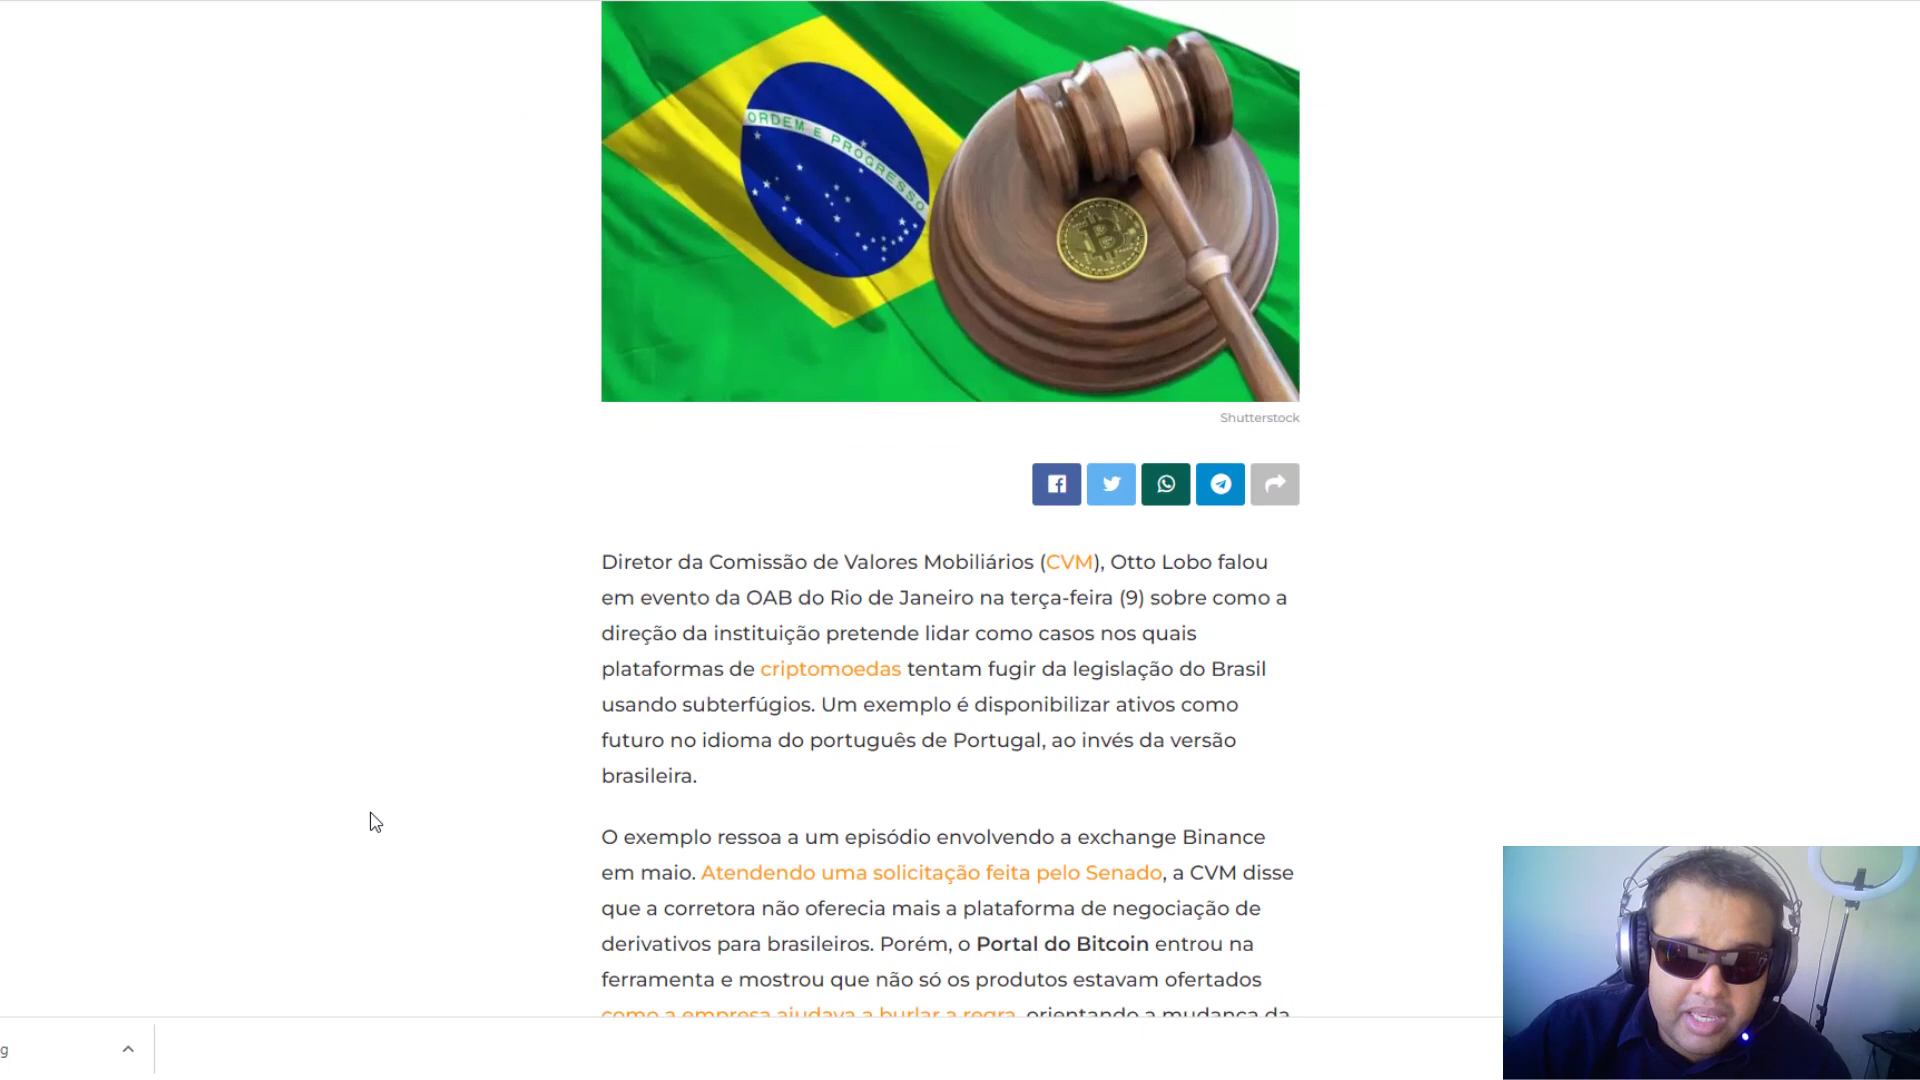 ORDEM E PROGRESSO
Shutterstock
Diretor da Comissão de Valores Mobiliários (CVM), Otto Lobo falou
em evento da OAB do Rio de Janeiro na terça-feira (9) sobre como a
direção da instituição pretende lidar como casos nos quais
plataformas de criptomoedas tentam fugir da legislação do Brasil
usando subterfúgios. Um exemplo é disponibilizar ativos como
futuro no idioma do português de Portugal, ao invés da versão
brasileira.
O exemplo ressoa a um episódio envolvendo a exchange Binance
em maio. Atendendo uma solicitação feita pelo Senado, a CVM disse
que a corretora não oferecia mais a plataforma de negociação de
derivativos para brasileiros. Porém, o Portal do Bitcoin entrou na
ferramenta e mostrou que não só os produtos estavam ofertados
como a empresa ajudava a burlar a regra, orientando a mudança da
g